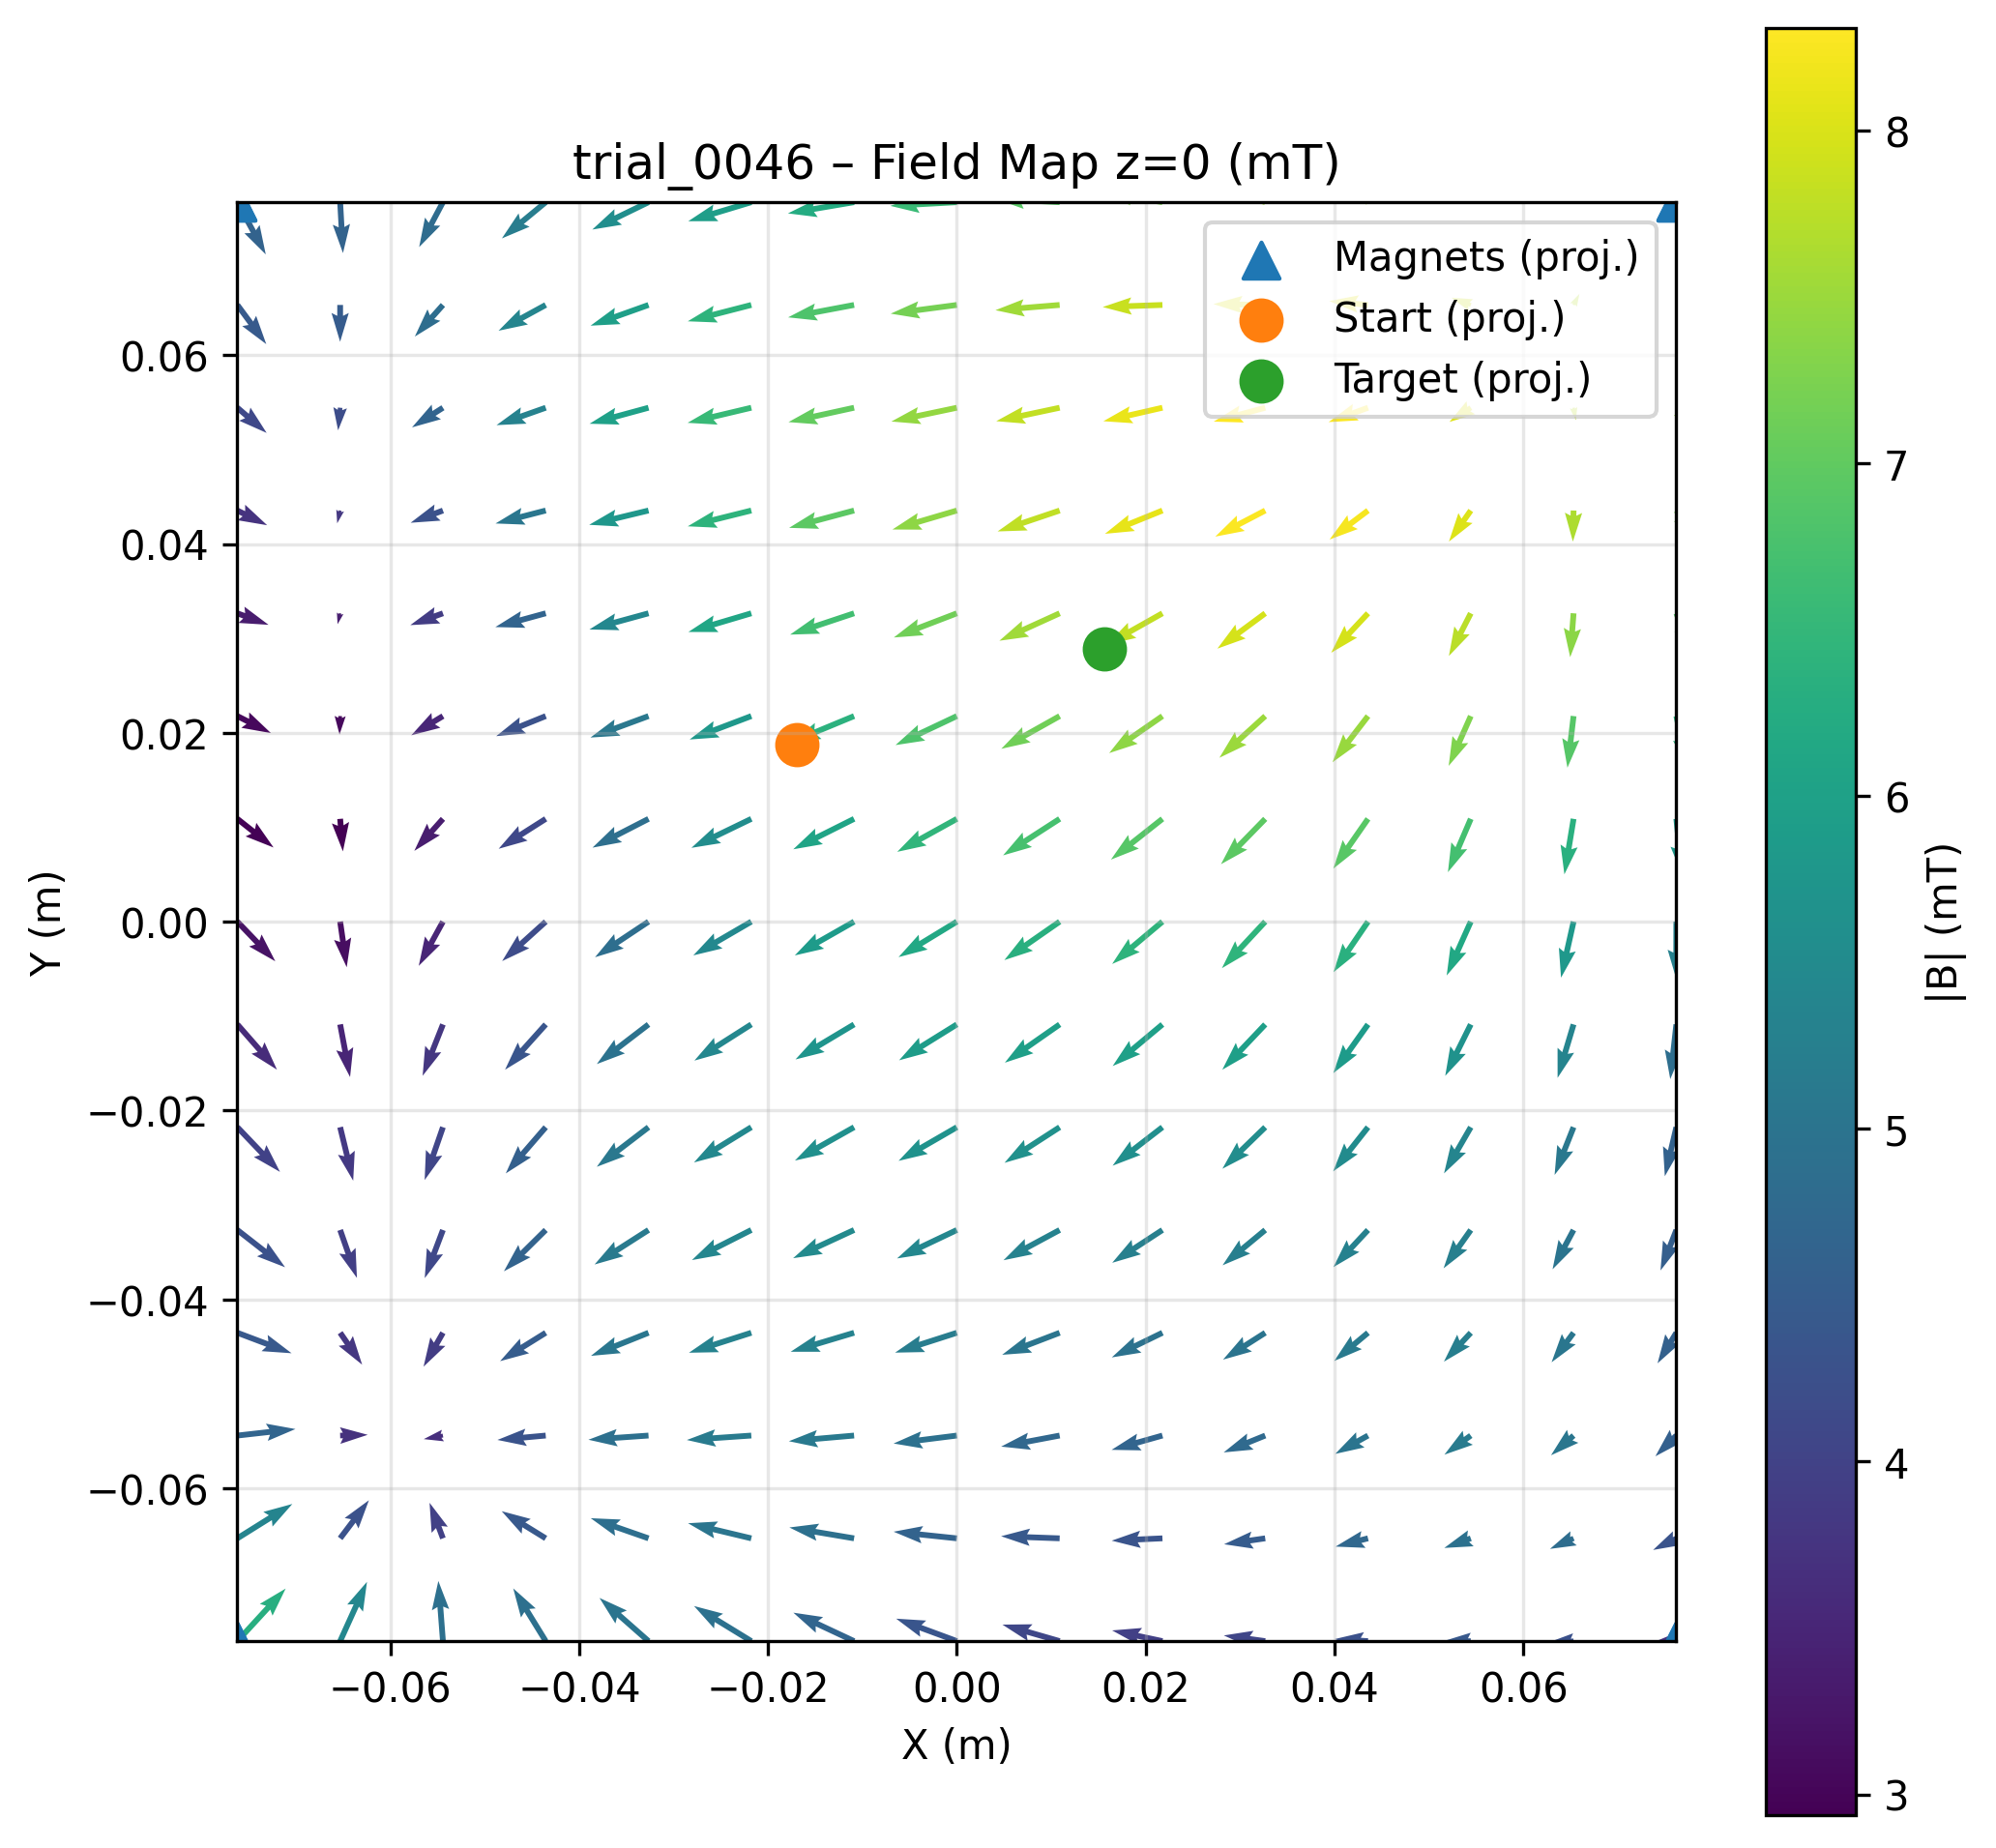 trial_0046 – Field Map z=0 (mT)
Magnets (proj.)
Start (proj.)
Target (proj.)
0.06
0.04
0.02
0.00
−0.02
−0.04
−0.06
Y (m)
−0.06
−0.04
−0.02
0.00
0.02
0.04
0.06
X (m)
8
7
6
5
4
3
|B| (mT)